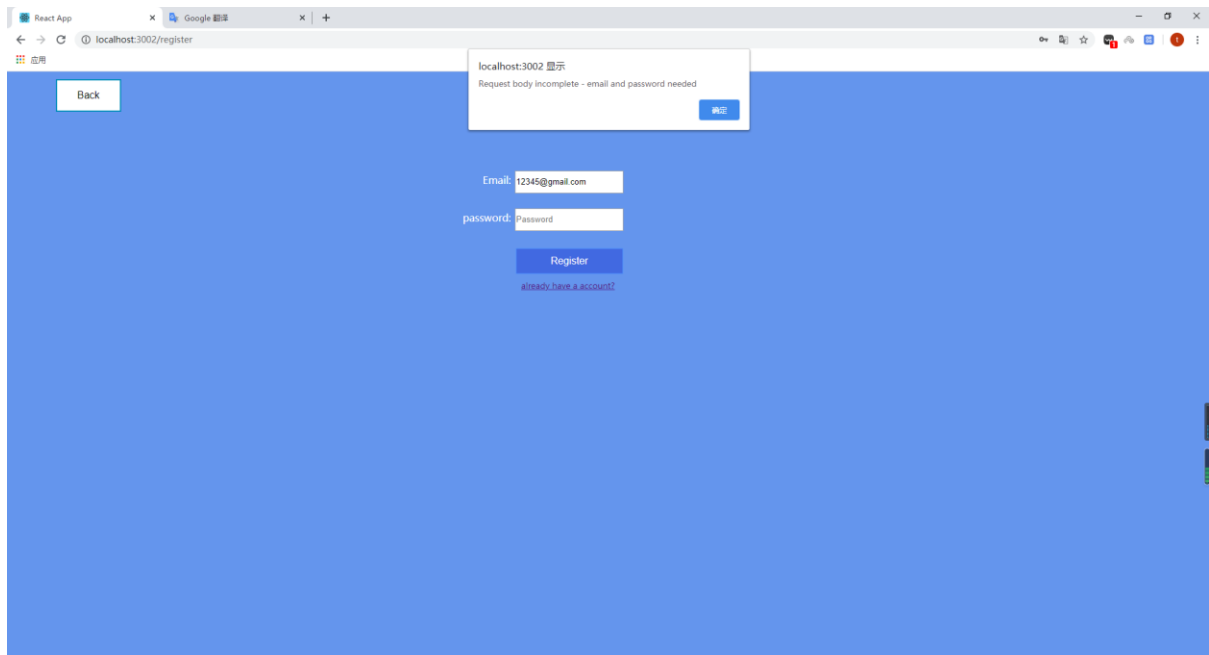 React App
Google 翻译
localhost:3002/register
应用
localhost:3002 显示
Request body incomplete - email and password needed
确定
Back
Email: 12345@gmail.com
password: Password
Register
already have a account?